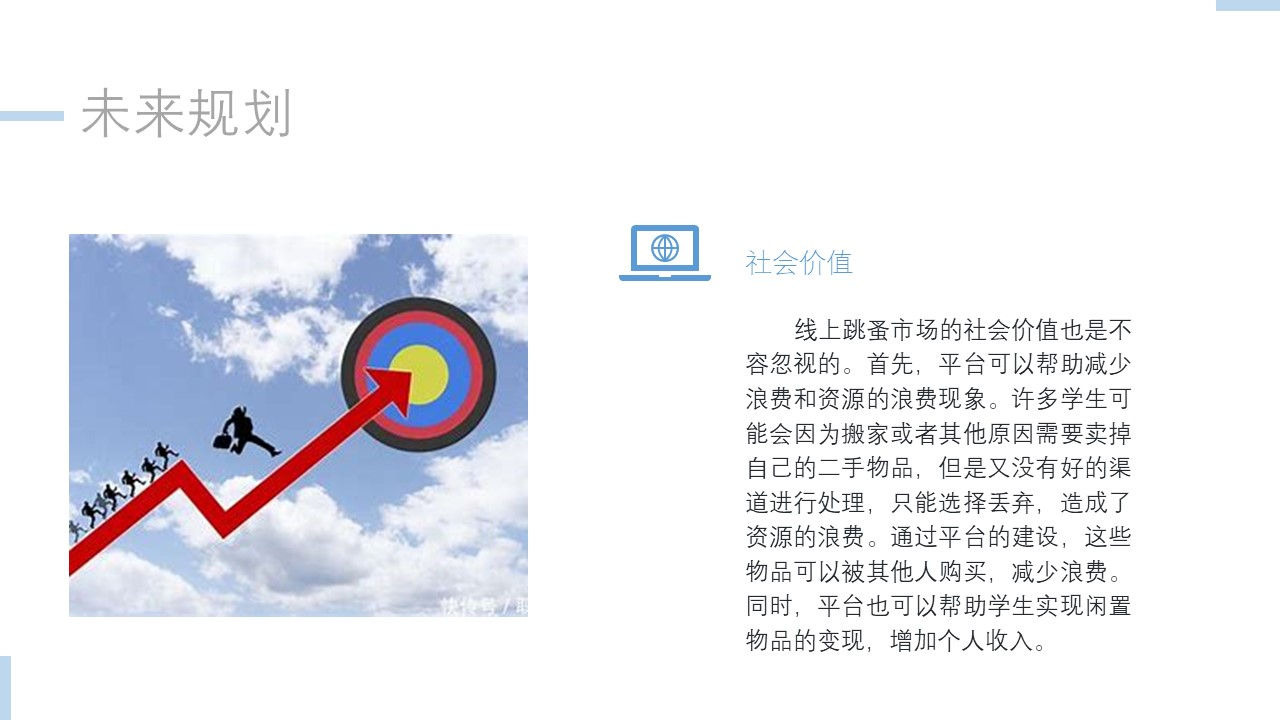 未来规划
社会价值
线上跳蚤市场的社会价值也是不
容忽视的。首先，平台可以帮助减少
浪费和资源的浪费现象。许多学生可
能会因为搬家或者其他原因需要卖掉
自己的二手物品，但是又没有好的渠
道进行处理，只能选择丢弃，造成了
资源的浪费。通过平台的建设，这些
物品可以被其他人购买，减少浪费。
同时，平台也可以帮助学生实现闲置
物品的变现，增加个人收入。
快传号 / 职